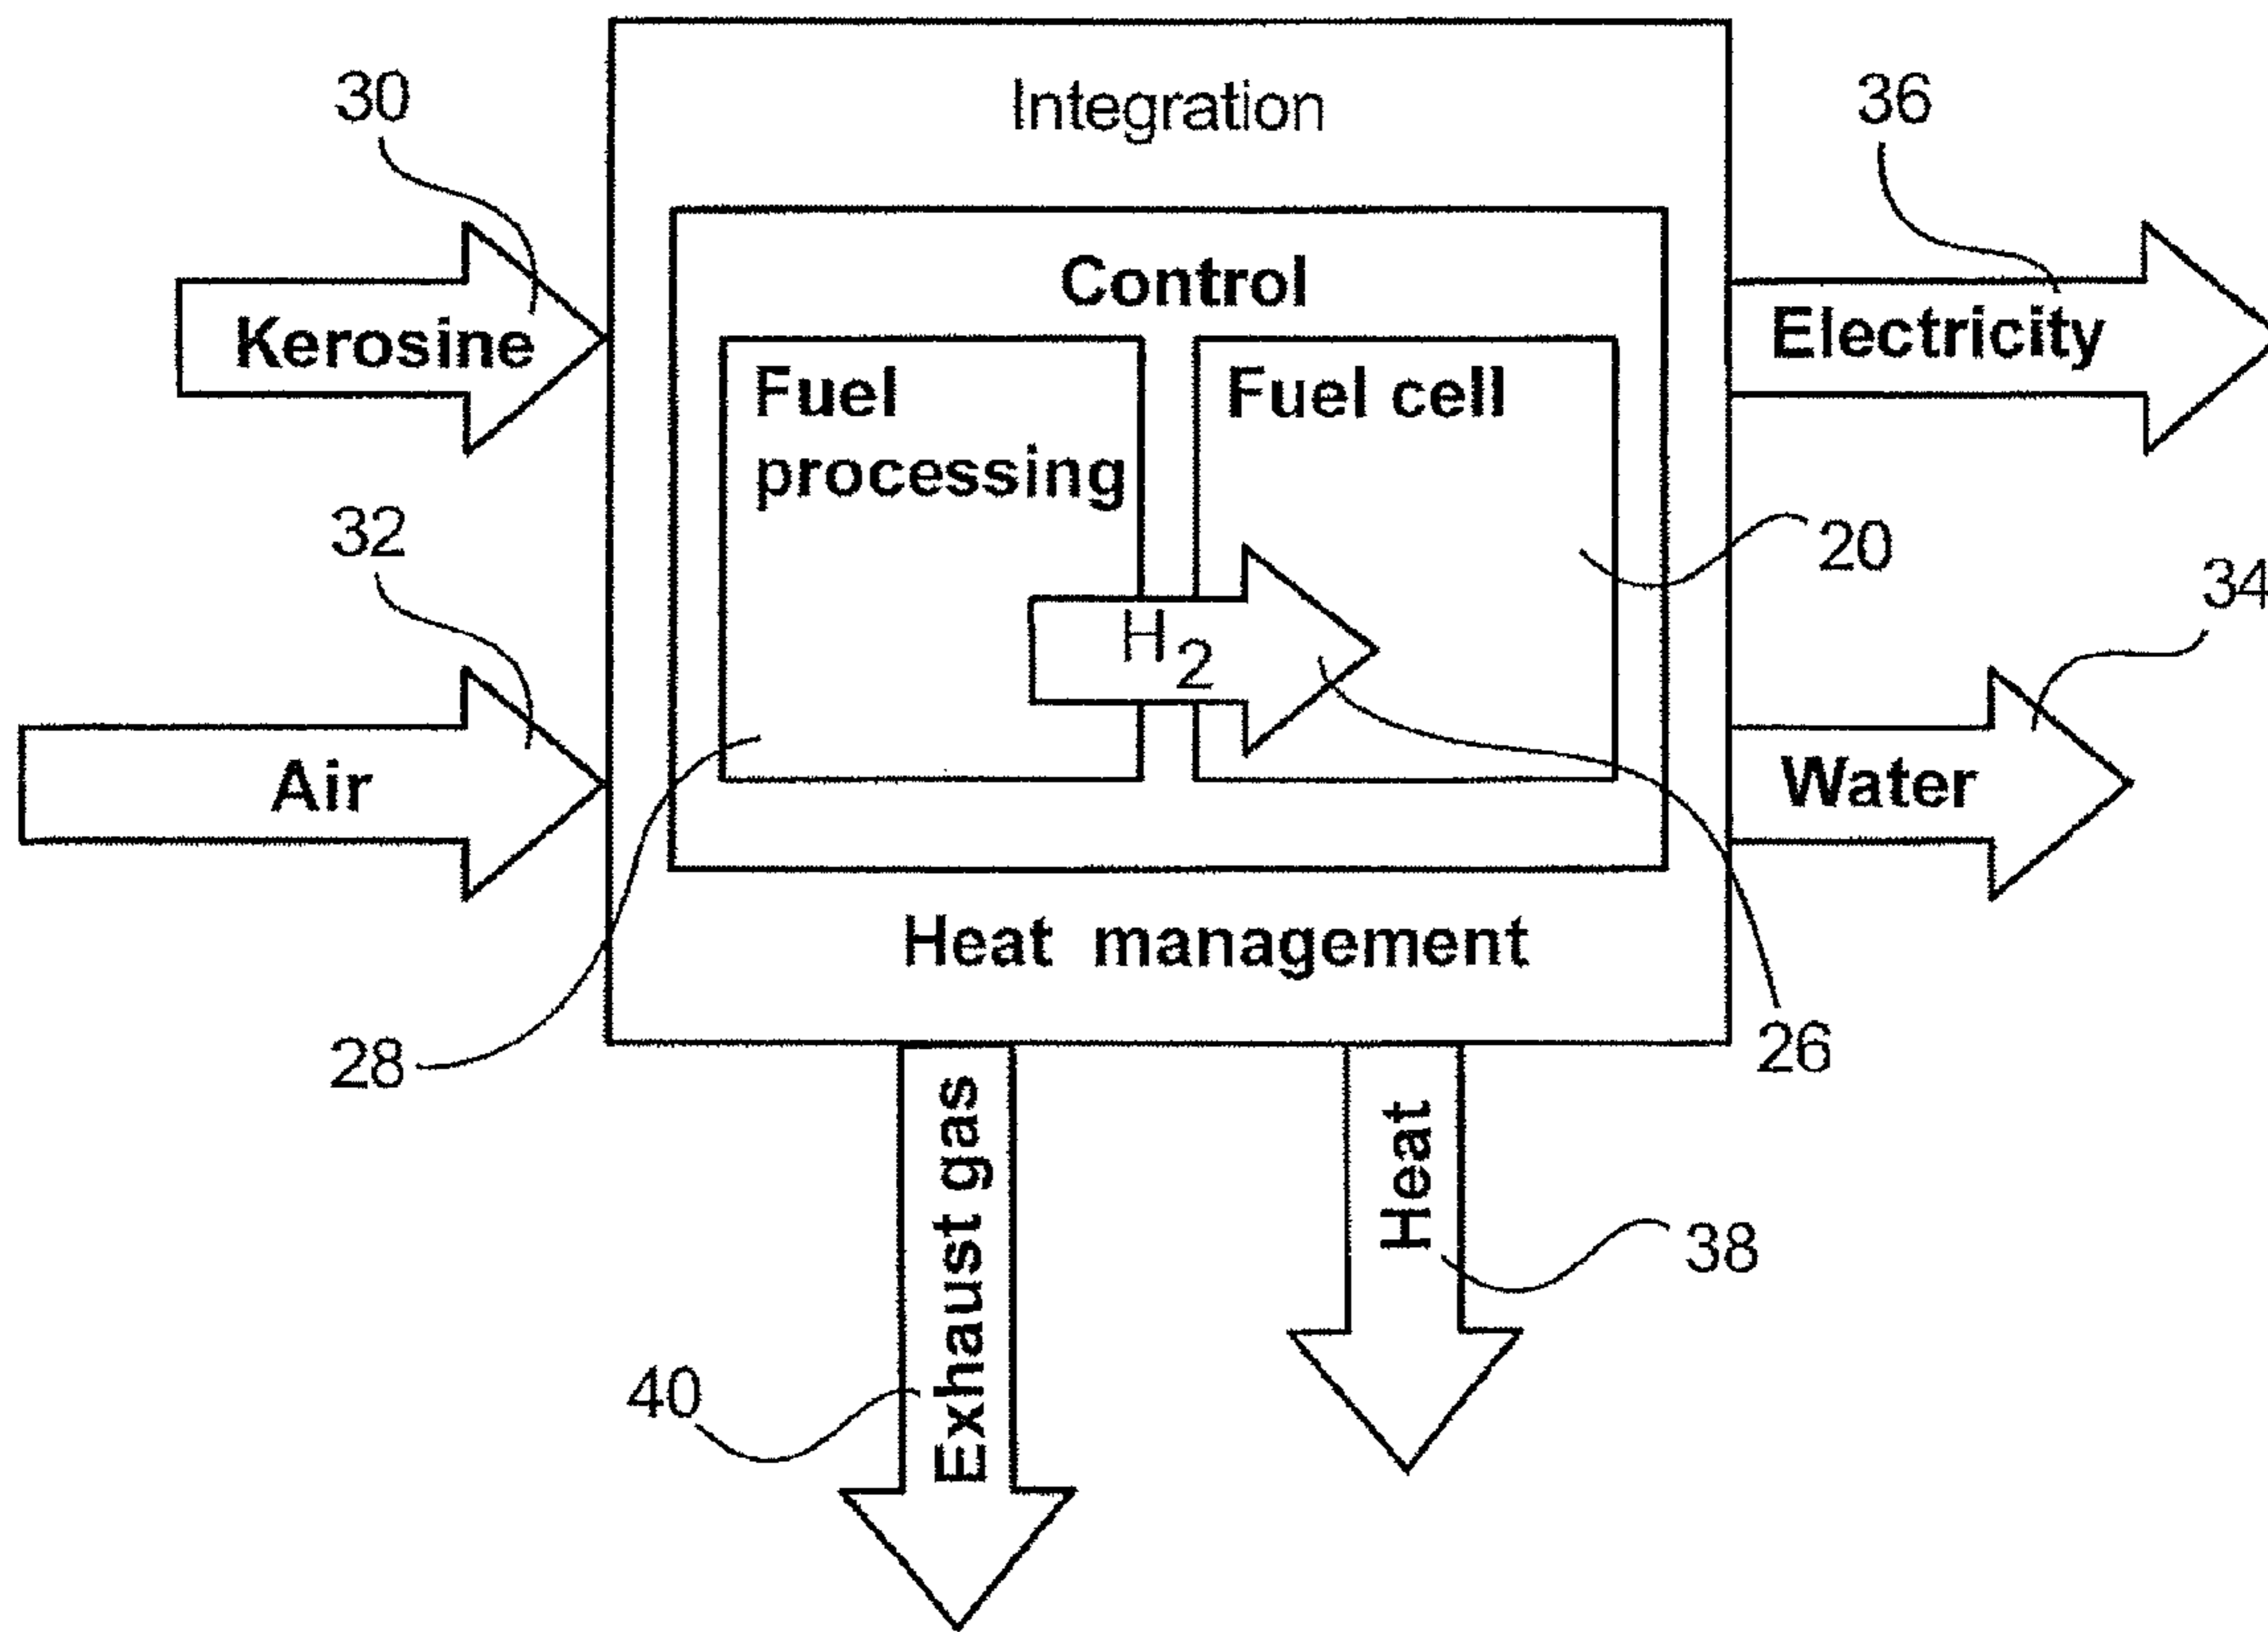 30
Integration
36
Control
Kerosine
Electricity
Fuel
processing
Fuel cell
32
20
34
H2
Air
Water
Heat management
28
26
Exhaust gas
Heat
38
40